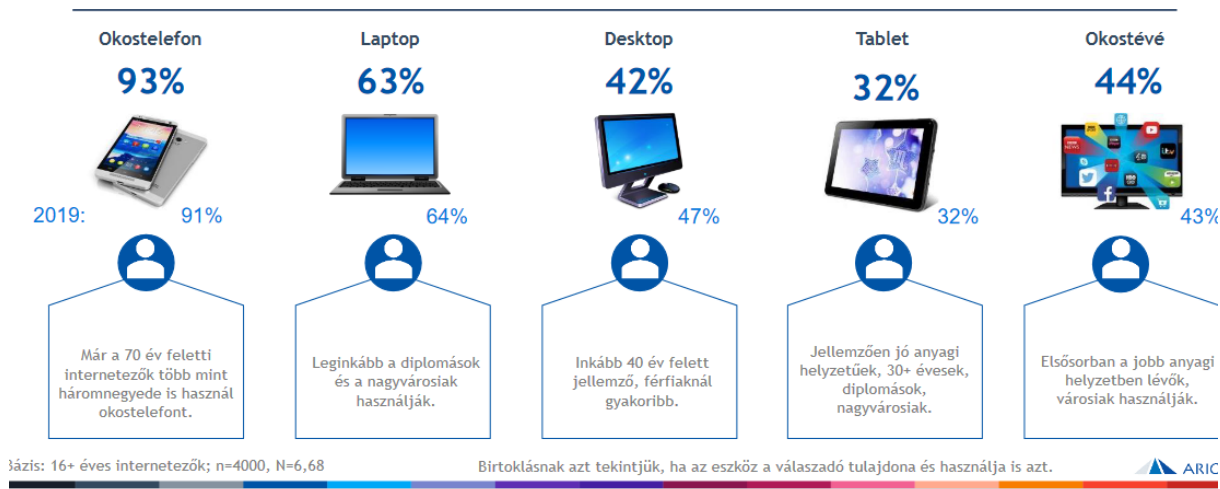 Okostelefon
93%
2019: 91%
Már a 70 év feletti
internetezők több mint
háromnegyede is használ
okostelefont.
Laptop
63%
64%
Leginkább a diplomások
és a nagyvárosiak
használják.
Desktop
42%
47%
Inkább 40 év felett
jellemző, férfiaknál
gyakoribb.
Tablet
32%
32%
Jellemzően jó anyagi
helyzetűek, 30+ évesek,
diplomások,
nagyvárosiak.
Okostévé
44%
43%
Elsősorban a jobb anyagi
helyzetben lévők,
városiak használják.
ázis: 16+ éves internetezők; n=4000, N=6,68
Birtoklásnak azt tekintjük, ha az eszköz a válaszadó tulajdona és használja is azt.